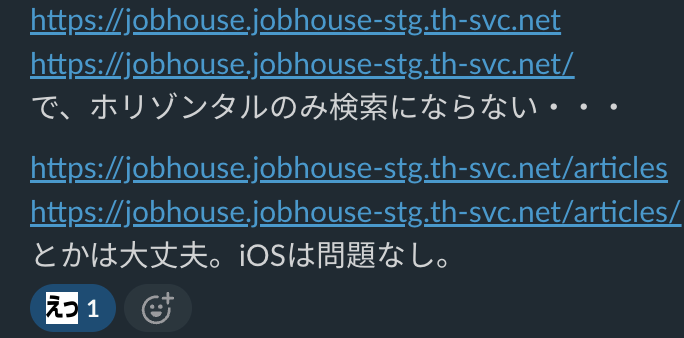 https://jobhouse.jobhouse-stg.th-svc.net
https://jobhouse.jobhouse-stg.th-svc.net/
で、ホリゾンタルのみ検索にならない・・・
https://jobhouse.jobhouse-stg.th-svc.net/articles
https://jobhouse.jobhouse-stg.th-svc.net/articles/
とかは大丈夫。iOSは問題なし。
えっ 1